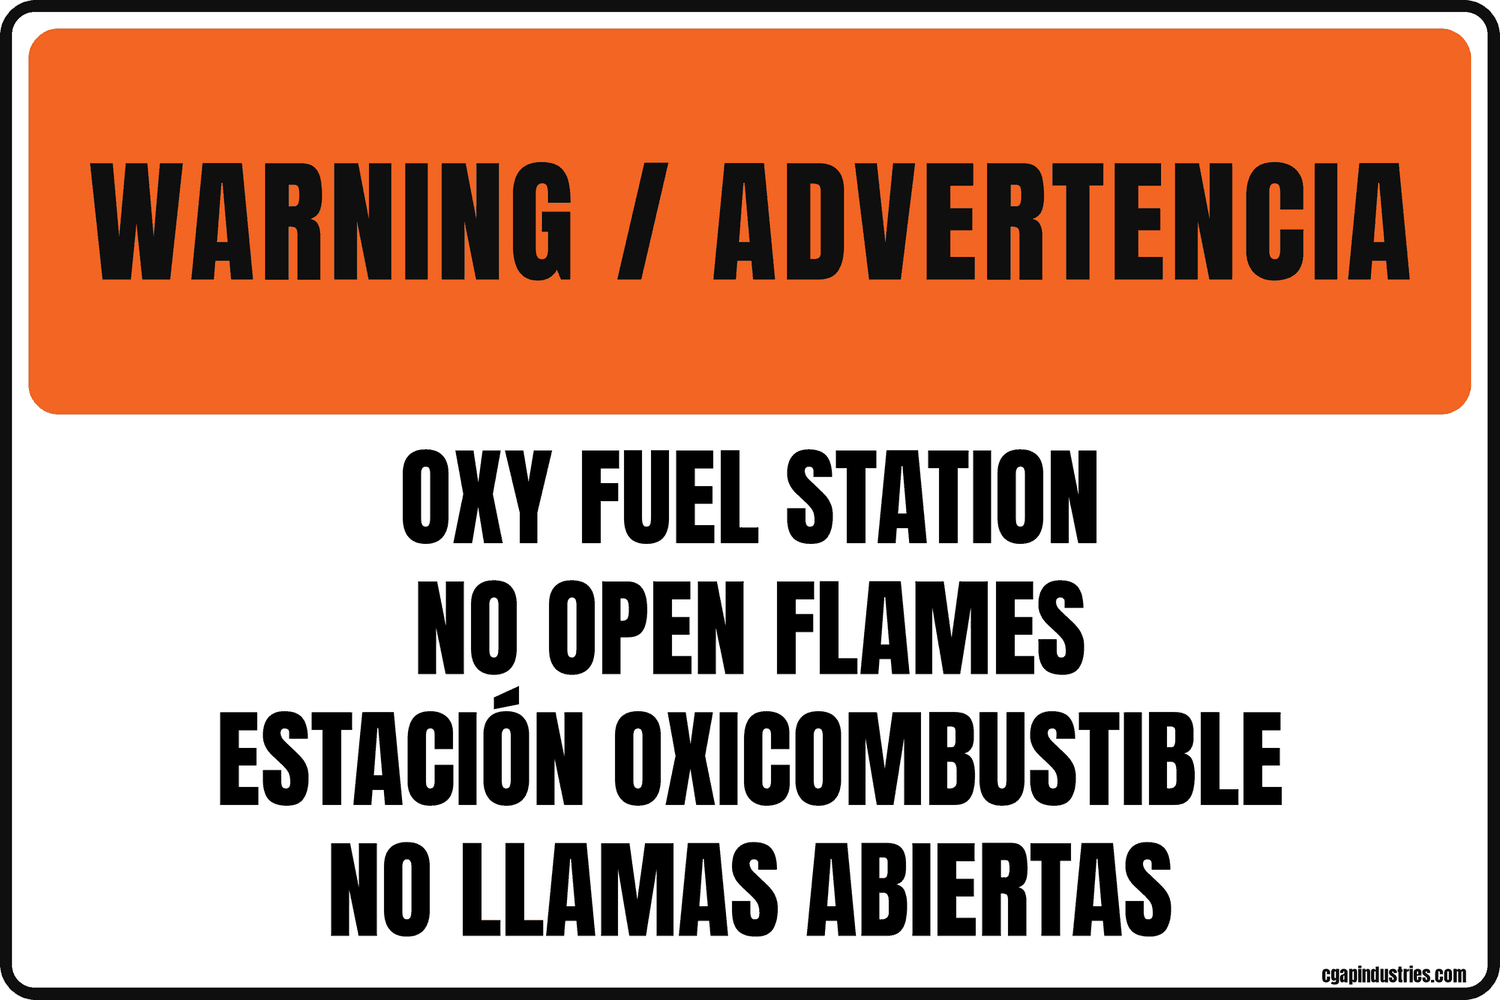 WARNING / ADVERTENCIA
OXY FUEL STATION
NO OPEN FLAMES
ESTACIÓN OXICOMBUSTIBLE
NO LLAMAS ABIERTAS
cgapindustries.com